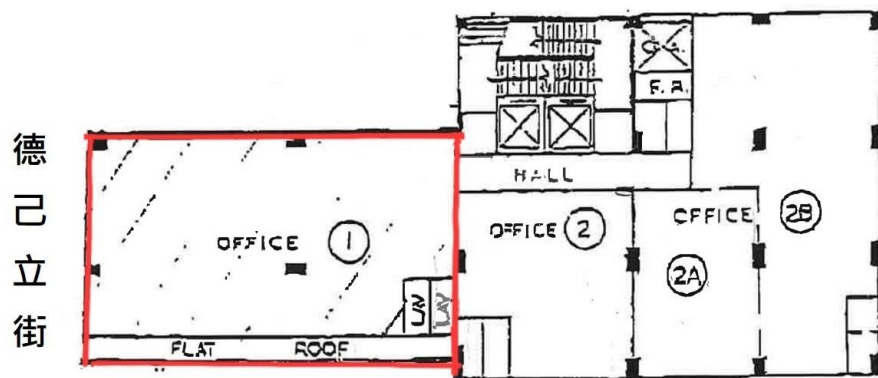 德己立街
F.R.
HALL
OFFICE 1
OFFICE 2
OFFICE
2A
2B
LAV
LAV
FLAT ROOF